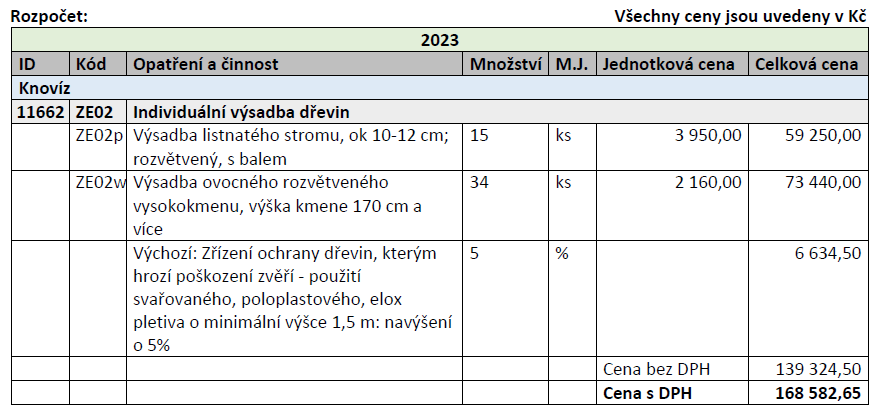 Rozpočet: Všechny ceny jsou uvedeny v Kč
2023
ID Kód Opatření a činnost Množství M.J. Jednotková cena Celková cena
Knovíz
11662 ZE02 Individuální výsadba dřevin
ZE02p Výsadba listnatého stromu, ok 10-12 cm; 15 ks 3 950,00 59 250,00
rozvětvený, s balem
ZE02w Výsadba ovocného rozvětveného 34 ks 2 160,00 73 440,00
vysokokmenu, výška kmene 170 cm a
více
Výchozí: Zřízení ochrany dřevin, kterým 5 % 6 634,50
hrozí poškození zvěří - použití
svařovaného, poloplastového, elox
pletiva o minimální výšce 1,5 m: navýšení
o 5%
Cena bez DPH 139 324,50
Cena s DPH 168 582,65